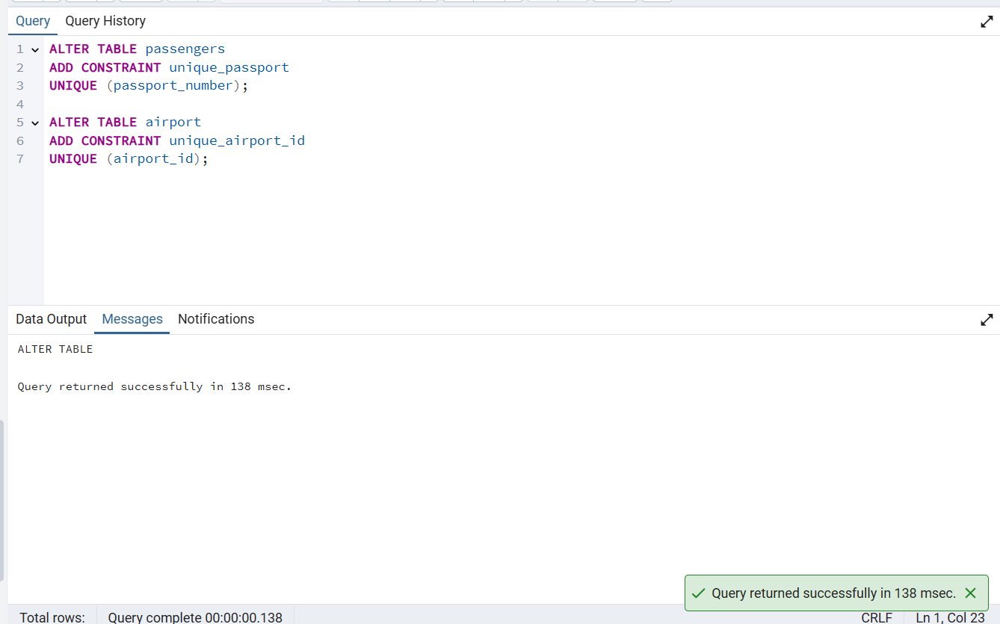 Query Query History
1 ALTER TABLE passengers
2 ADD CONSTRAINT unique_passport
3 UNIQUE (passport_number);
4
5 ALTER TABLE airport
6 ADD CONSTRAINT unique_airport_id
7 UNIQUE (airport_id);
Data Output Messages Notifications
ALTER TABLE
Query returned successfully in 138 msec.
Query returned successfully in 138 msec.
Total rows: Query complete 00:00:00.138 CRLF Ln 1, Col 23